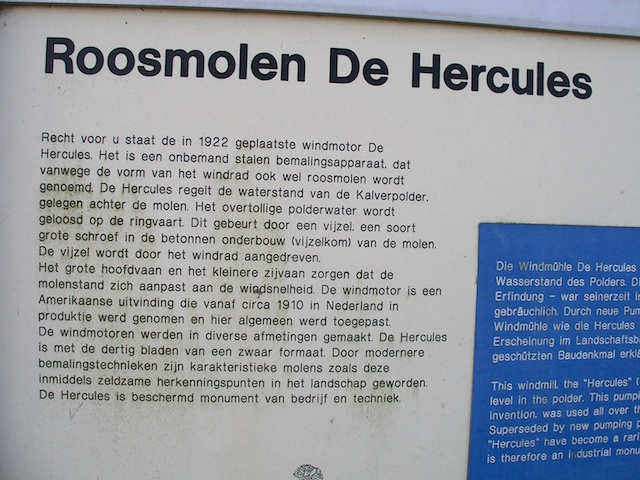 Roosmolen De Hercules
Recht voor u staat de in 1922 geplaatste windmotor De
Hercules. Het is een onbemand stalen bemalingsapparaat, dat
vanwege de vorm van het windrad ook wel roosmolen wordt
genoemd. De Hercules regelt de waterstand van de Kalverpolder,
gelegen achter de molen. Het overtollige polderwater wordt
geloosd op de ringvaart. Dit gebeurt door een vijzel, een soort
grote schroef in de betonnen onderbouw (vijzelkom) van de molen.
De vijzel wordt door het windrad aangedreven.
Het grote hoofdvaan en het kleinere zijvaan zorgen dat de
molenstand zich aanpast aan de windsnelheid. De windmotor is een
Amerikaanse uitvinding die vanaf circa 1910 in Nederland in
produktie werd genomen en hier algemeen werd toegepast.
De windmotoren werden in diverse afmetingen gemaakt. De Hercules
is met de dertig bladen van een zwaar formaat. Door modernere
bemalingstechnieken zijn karakteristieke molens zoals deze
inmiddels zeldzame herkenningspunten in het landschap geworden.
De Hercules is beschermd monument van bedrijf en techniek.
Die Windmühle De Hercules
Wasserstand des Polders.
Erfindung – war seinerzeit
gebräuchlich. Durch neue
Windmühle wie die Hercules
Erscheinung im
geschützten Baudenkmal
This windmill, the "Hercules"
level in the polder. This
invention, was used all over
Superseded by new pumping
"Hercules" have become a
is therefore an industrial